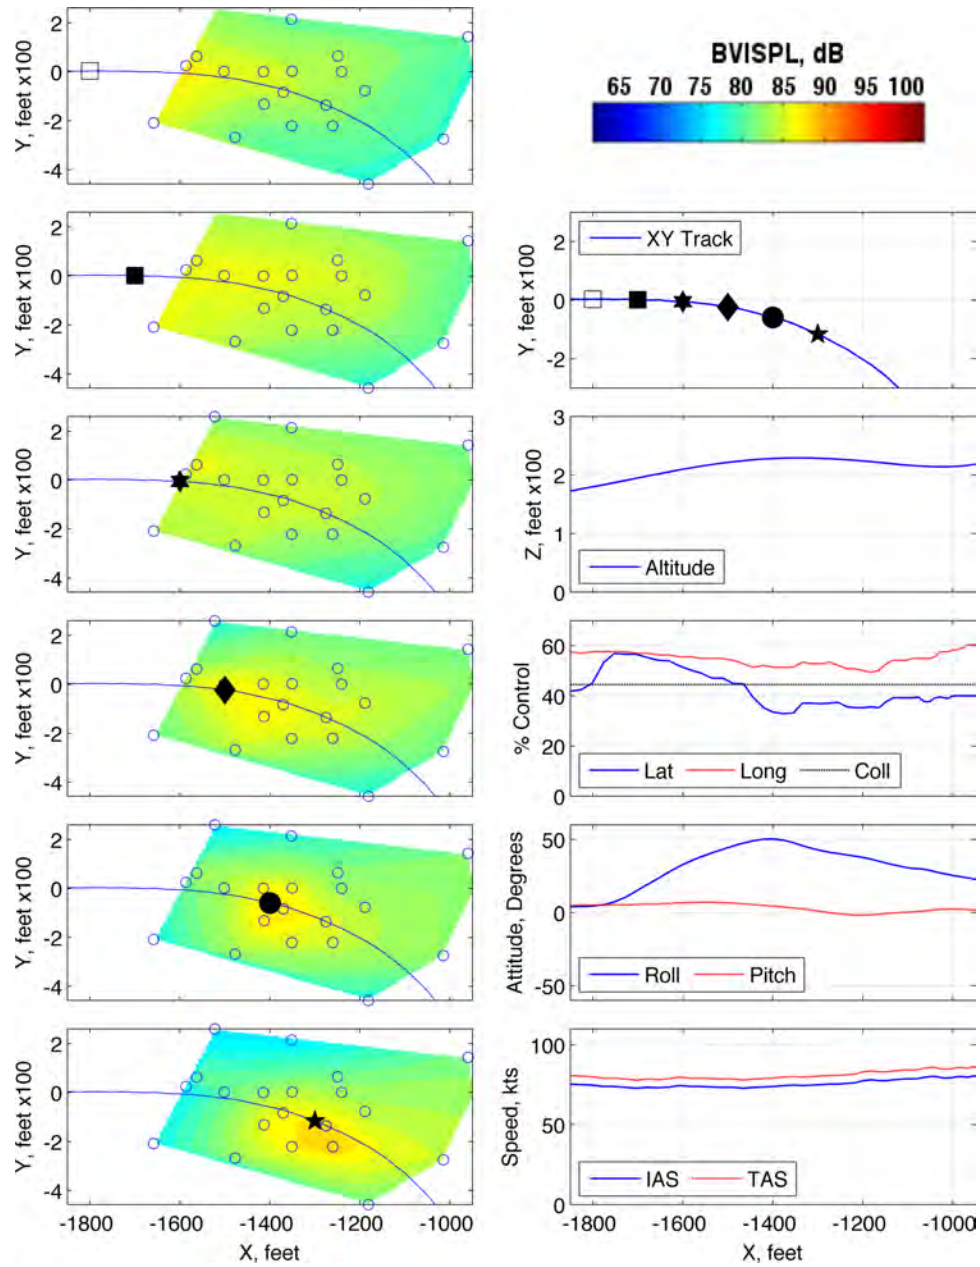 2
0
-2
-4
Y, feet x100
BVISPL, dB
65 70 75 80 85 90 95 100
2
0
-2
-4
Y, feet x100
XY Track
2
0
-2
Y, feet x100
2
0
-2
-4
Y, feet x100
3
2
1
0
Z, feet x100
Altitude
2
0
-2
-4
Y, feet x100
60
40
20
0
% Control
Lat Long Coll
2
0
-2
-4
Y, feet x100
50
0
-50
Attitude, Degrees
Roll Pitch
2
0
-2
-4
Y, feet x100
-1800 -1600 -1400 -1200 -1000
X, feet
100
50
0
Speed, kts
IAS TAS
-1800 -1600 -1400 -1200 -1000
X, feet